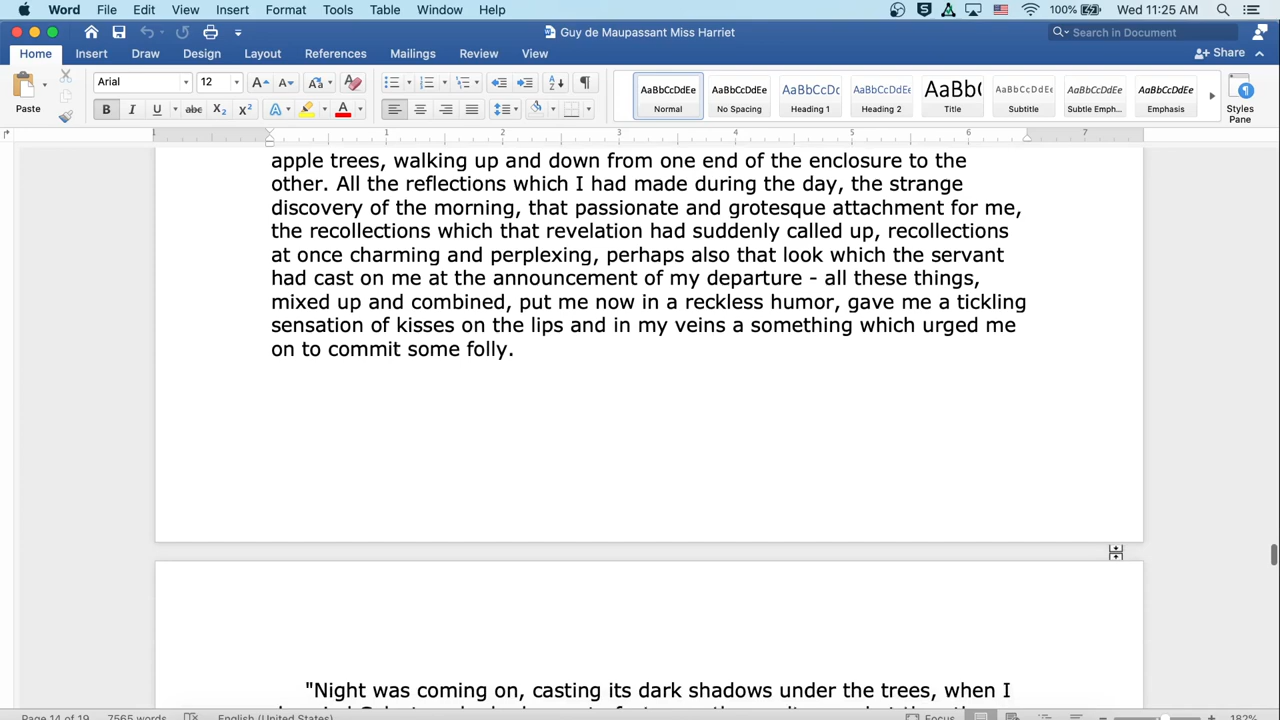 Word File Edit View Insert Format Tools Table Window Help 100% Wed 11:25 AM
Guy de Maupassant Miss Harriet Search in Document
Home Insert Draw Design Layout References Mailings Review View Share
Paste Arial 12 AaBbCcDdEe Normal AaBbCcDdEe No Spacing AaBbCcDc Heading 1 AaBbCcDdEe Heading 2 AaBb( Title AaBbCcDdEe Subtitle AaBbCcDdEe Subtle Emph... AaBbCcDdEe Emphasis Styles Pane
1 1 2 3 4 5 6 7
apple trees, walking up and down from one end of the enclosure to the
other. All the reflections which I had made during the day, the strange
discovery of the morning, that passionate and grotesque attachment for me,
the recollections which that revelation had suddenly called up, recollections
at once charming and perplexing, perhaps also that look which the servant
had cast on me at the announcement of my departure - all these things,
mixed up and combined, put me now in a reckless humor, gave me a tickling
sensation of kisses on the lips and in my veins a something which urged me
on to commit some folly.
"Night was coming on, casting its dark shadows under the trees, when I
Page 14 of 19 7565 words English (United States) Focus 182%